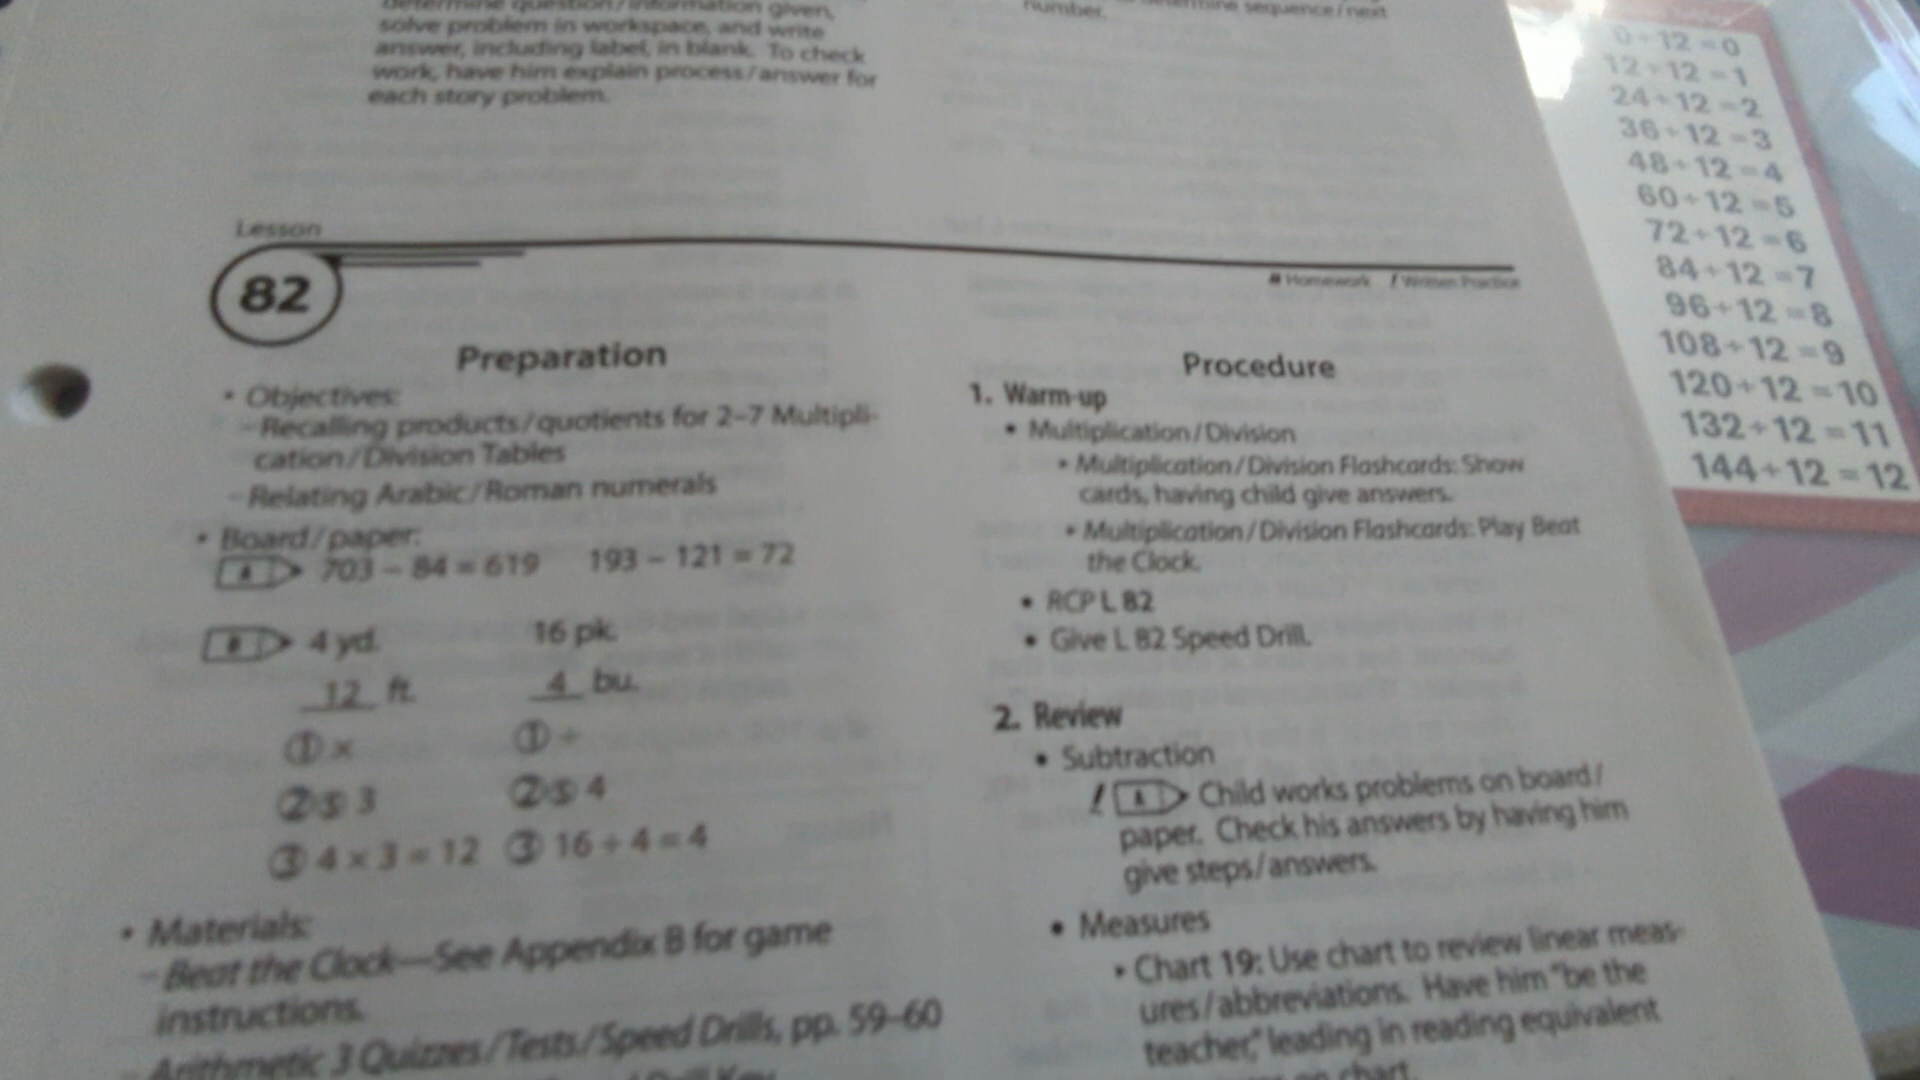 determine question/information given,
solve problem in workspace, and write
answer, including label, in blank. To check
work, have him explain process/answer for
each story problem.
determine sequence/next
number.
Lesson
82
Homework ! Written Practice
Preparation
• Objectives:
–Recalling products/quotients for 2–7 Multipli-
cation/Division Tables
–Relating Arabic/Roman numerals
• Board/paper:
A 703 – 84 = 619 193 – 121 = 72
B 4 yd. 16 pk.
12 ft. 4 bu.
① × ① ÷
② $ 3 ② $ 4
③ 4 × 3 = 12 ③ 16 ÷ 4 = 4
• Materials:
–Beat the Clock—See Appendix B for game
instructions.
–Arithmetic 3 Quizzes/Tests/Speed Drills, pp. 59–60
Drill Key
Procedure
1. Warm-up
• Multiplication/Division
• Multiplication/Division Flashcards: Show
cards, having child give answers.
• Multiplication/Division Flashcards: Play Beat
the Clock.
• RCP L 82
• Give L 82 Speed Drill.
2. Review
• Subtraction
! A Child works problems on board/
paper. Check his answers by having him
give steps/answers.
• Measures
• Chart 19: Use chart to review linear meas-
ures/abbreviations. Have him "be the
teacher," leading in reading equivalent
on chart.
0÷12=0
12÷12=1
24÷12=2
36÷12=3
48÷12=4
60÷12=5
72÷12=6
84÷12=7
96÷12=8
108÷12=9
120÷12=10
132÷12=11
144÷12=12